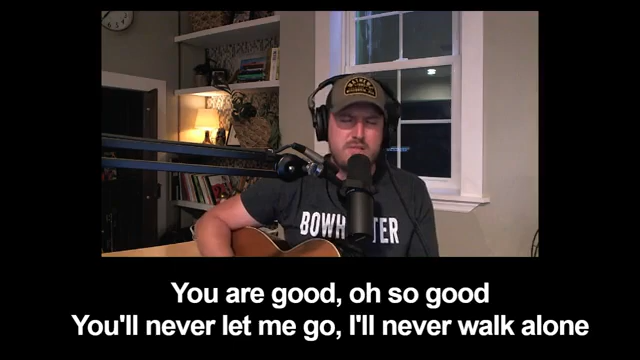 BOWH TER
You are good, oh so good
You'll never let me go, I'll never walk alone